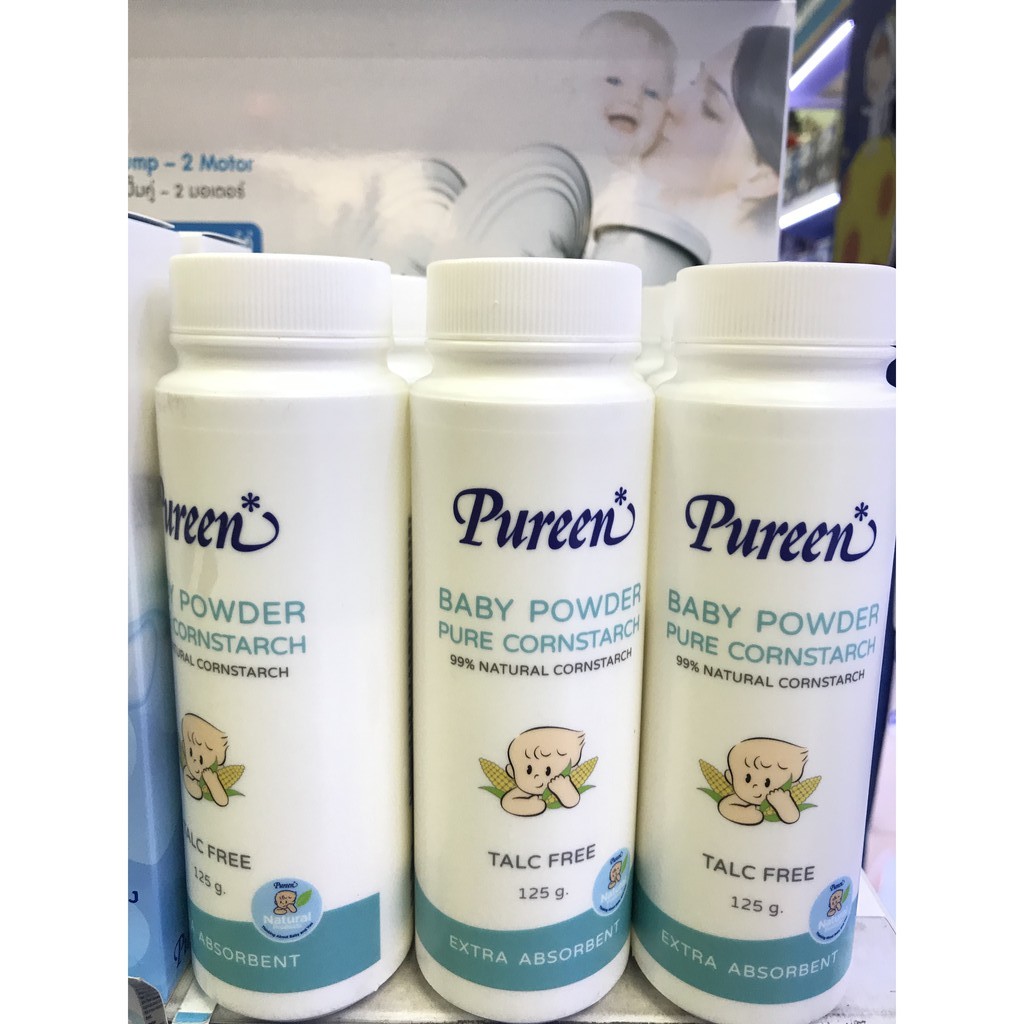 ump – 2 Motor
ปั๊มคู่ – 2 มอเตอร์
ureen*
POWDER
CORNSTARCH
CORNSTARCH
TALC FREE
125 g.
Pureen
Natural
ABSORBENT
Pureen*
BABY POWDER
PURE CORNSTARCH
99% NATURAL CORNSTARCH
TALC FREE
125 g.
EXTRA ABSORBENT
Pureen*
BABY POWDER
PURE CORNSTARCH
99% NATURAL CORNSTARCH
TALC FREE
125 g.
EXTRA ABSORBENT